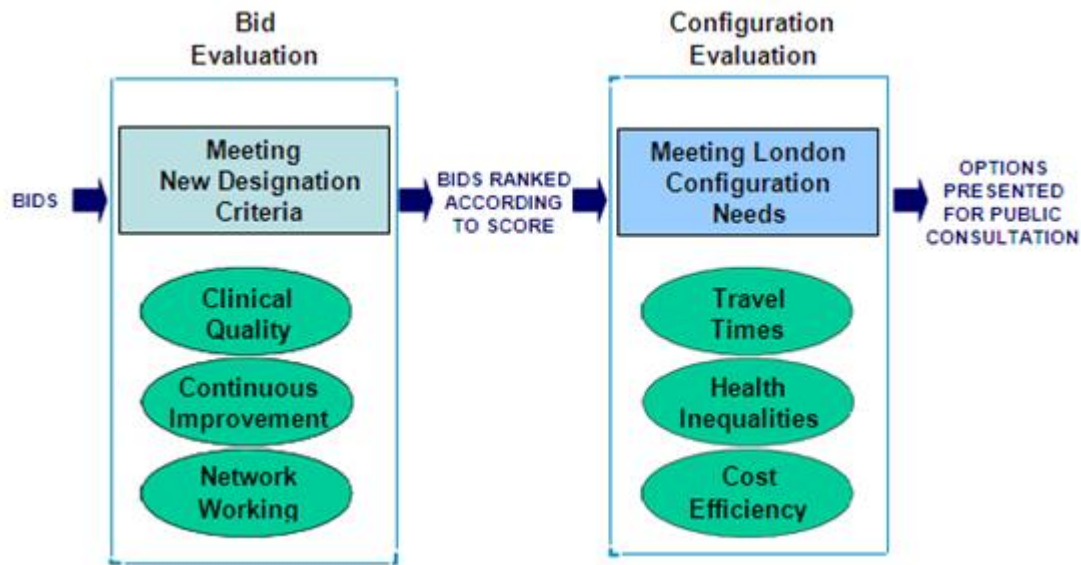 Bid
Evaluation
Configuration
Evaluation
BIDS
Meeting
New Designation
Criteria
Clinical
Quality
Continuous
Improvement
Network
Working
BIDS RANKED
ACCORDING
TO SCORE
Meeting London
Configuration
Needs
Travel
Times
Health
Inequalities
Cost
Efficiency
OPTIONS
PRESENTED
FOR PUBLIC
CONSULTATION